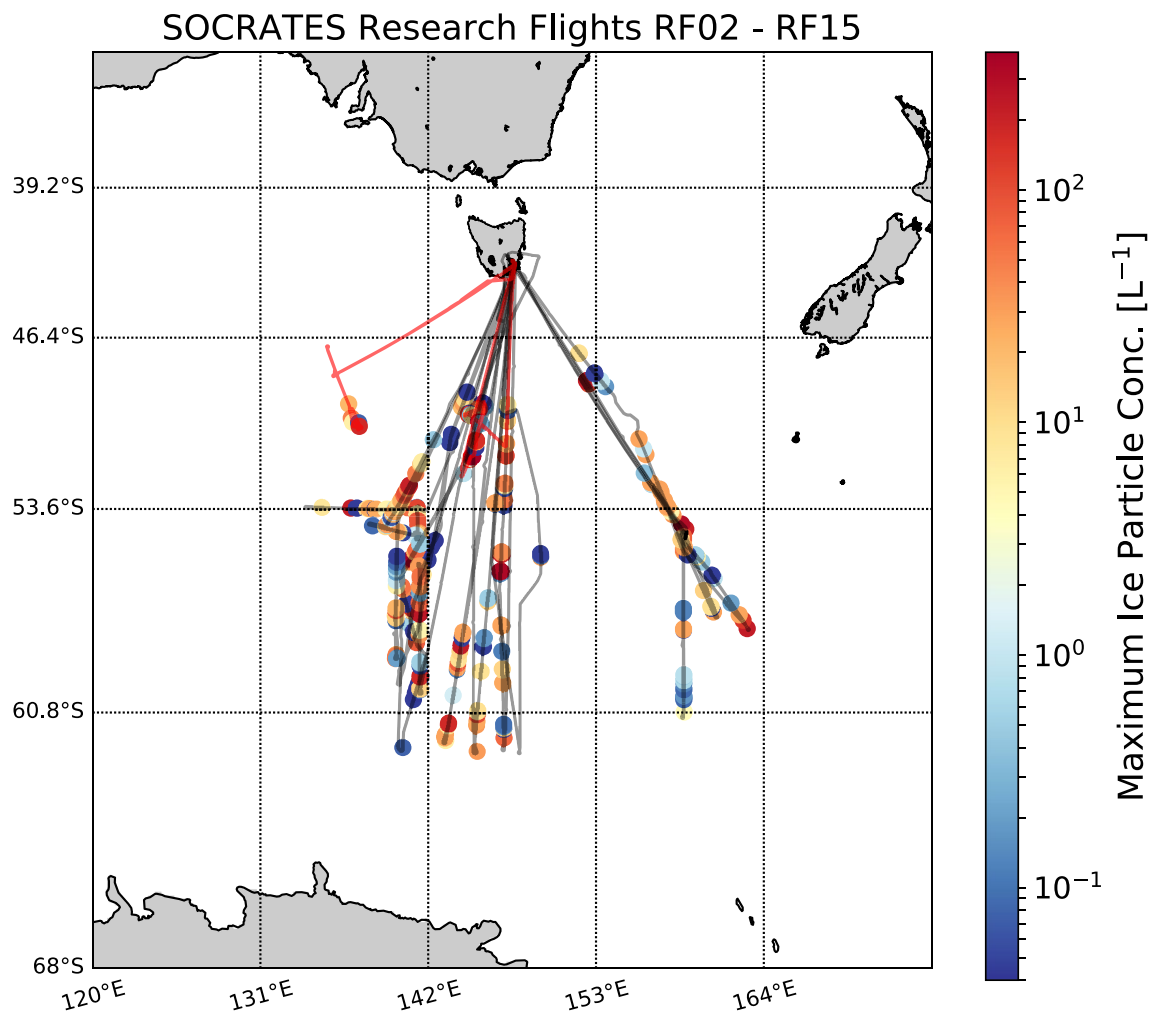 SOCRATES Research Flights RF02 - RF15
39.2°S
46.4°S
53.6°S
60.8°S
68°S
120°E
131°E
142°E
153°E
164°E
10²
10¹
10⁰
10⁻¹
Maximum Ice Particle Conc. [L⁻¹]